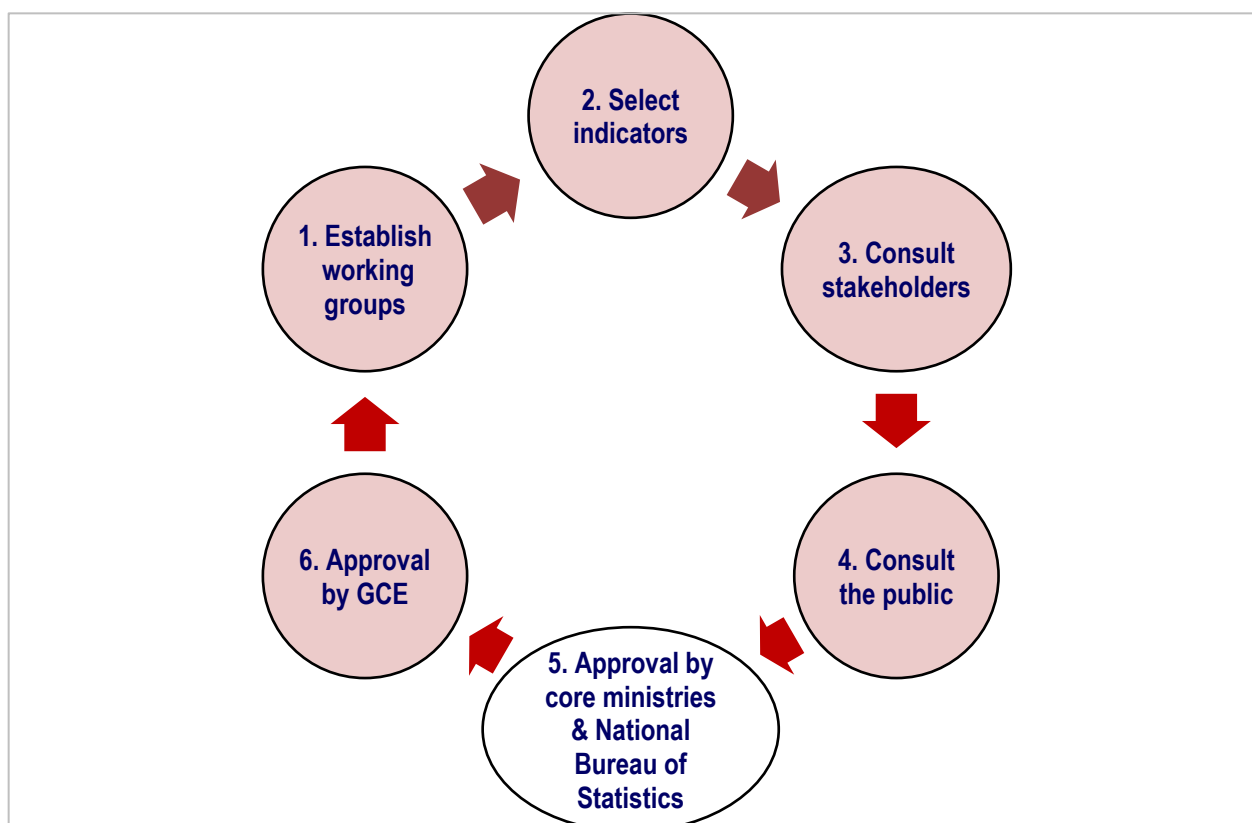 1. Establish
working
groups
2. Select
indicators
3. Consult
stakeholders
4. Consult
the public
5. Approval by
core ministries
& National
Bureau of
Statistics
6. Approval
by GCE